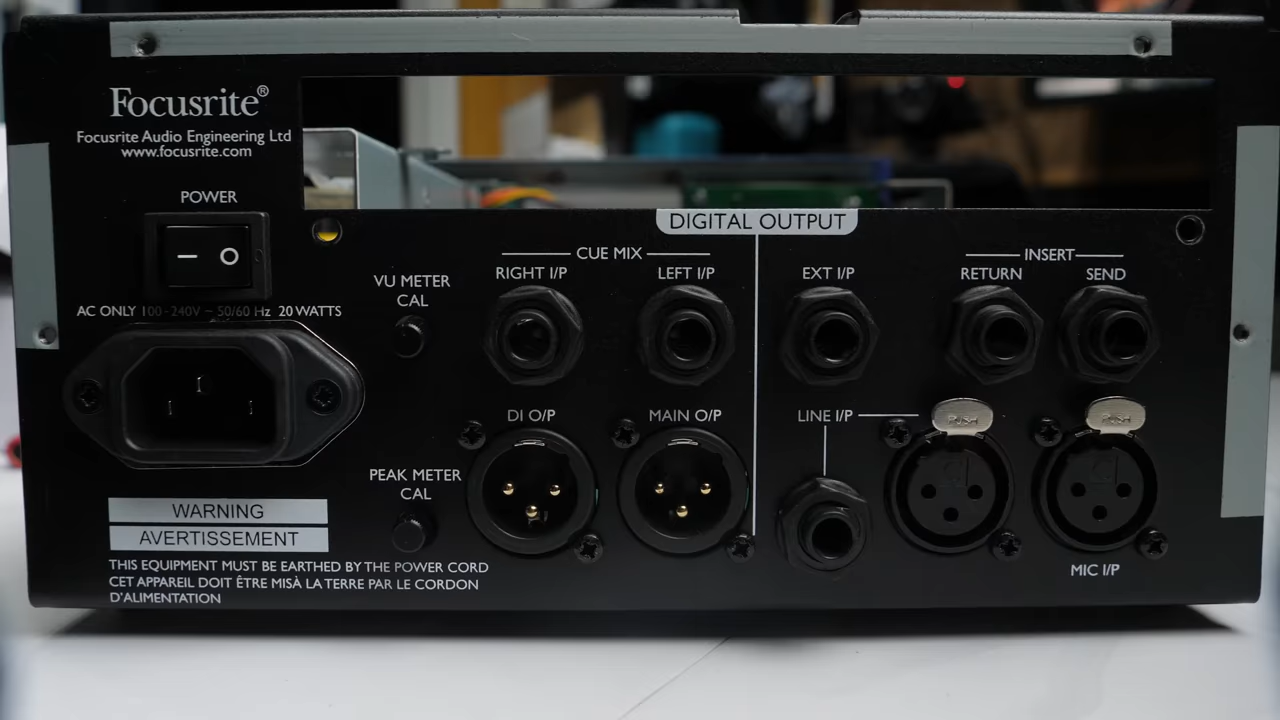 Focusrite®
Focusrite Audio Engineering Ltd
www.focusrite.com
POWER
AC ONLY 100-240V ~ 50/60 Hz 20 WATTS
WARNING
AVERTISSEMENT
THIS EQUIPMENT MUST BE EARTHED BY THE POWER CORD
CET APPAREIL DOIT ÊTRE MISÀ LA TERRE PAR LE CORDON
D'ALIMENTATION
VU METER
CAL
PEAK METER
CAL
DIGITAL OUTPUT
CUE MIX
RIGHT I/P
LEFT I/P
DI O/P
MAIN O/P
EXT I/P
INSERT
RETURN
SEND
LINE I/P
PUSH
PUSH
MIC I/P